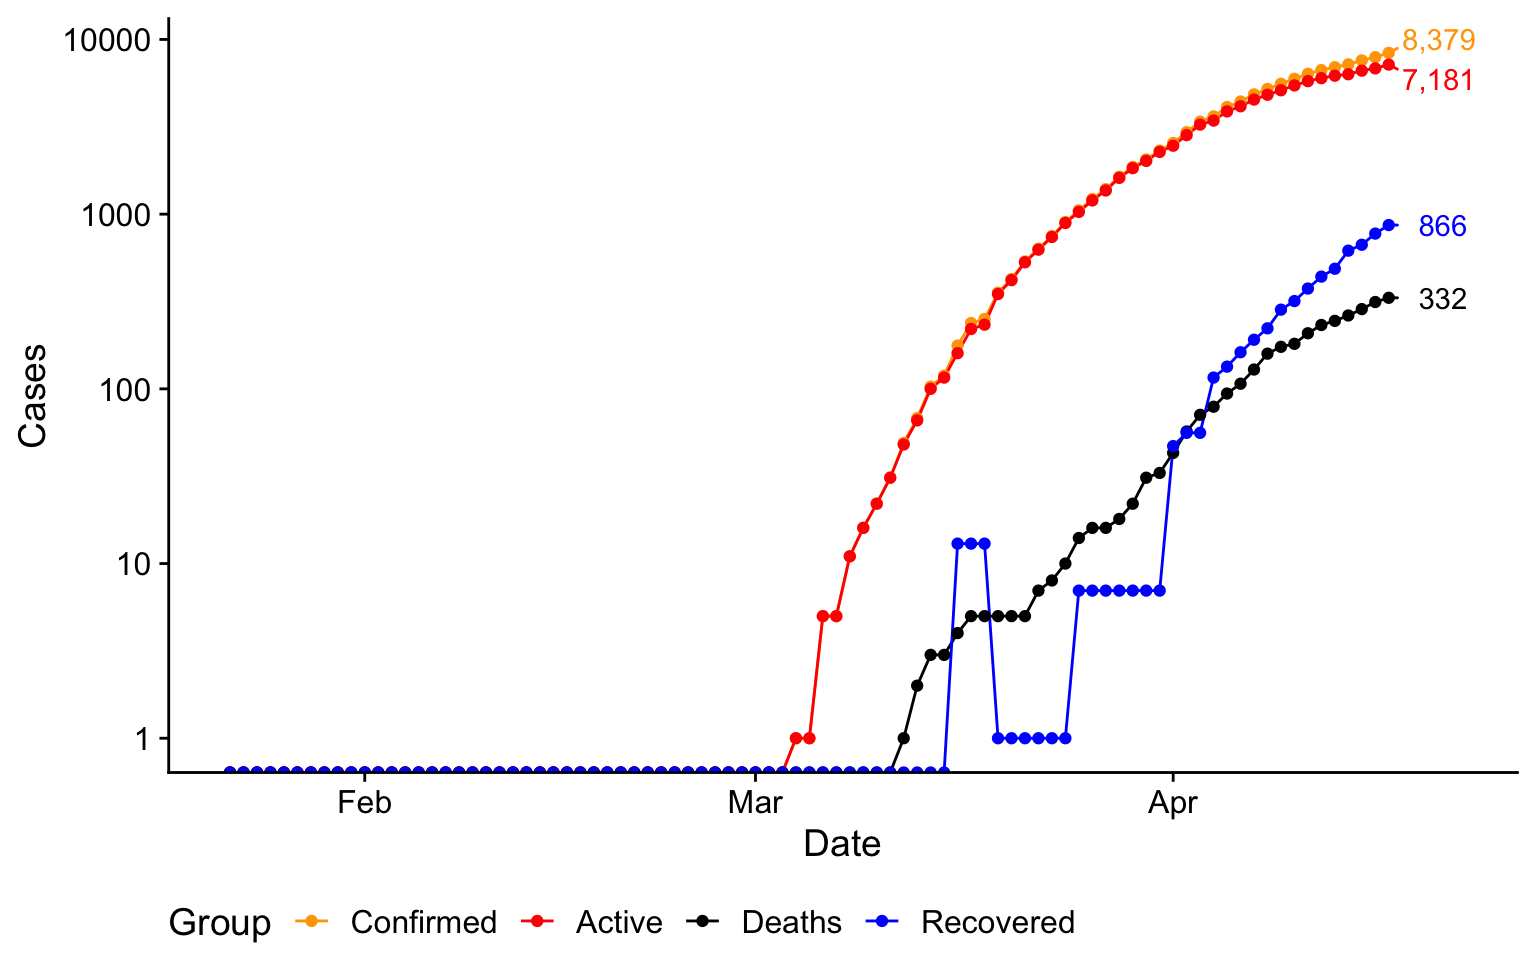 10000
1000
100
10
1
Cases
8,379
7,181
866
332
Feb Mar Apr
Date
Group Confirmed Active Deaths Recovered